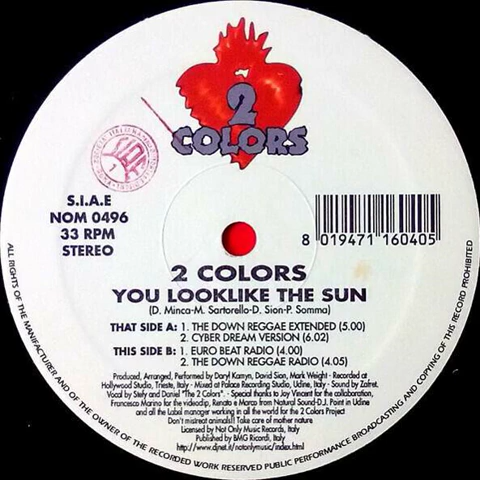 2
COLORS
S.I.A.E
NOM 0496
33 RPM
STEREO
8 019471 160405
2 COLORS
YOU LOOKLIKE THE SUN
(D. Minca-M. Sartorello-D. Sion-P. Somma)
THAT SIDE A: 1. THE DOWN REGGAE EXTENDED (5.00)
2. CYBER DREAM VERSION (6.02)
THIS SIDE B: 1. EURO BEAT RADIO (4.00)
2. THE DOWN REGGAE RADIO (4.05)
Produced, Arranged, Performed by Daryl Kamyn, David Sion, Mark Wright - Recorded at
Hollywood Studio, Trieste, Italy - Mixed at Palace Recording Studio, Udine, Italy - Sound by Zafret.
Vocal by Stefy and Daniel "The 2 Colors". - Special thanks to Joy Vincent for the collaboration,
Francesco Marino for the videoclip, Renato e Marco from Natural Sound-D.J. Point in Udine
and all the Label manager working in all the world for the 2 Colors Project
Don't mistreat animals!! Take care of mother nature
Licensed by Not Only Music Records, Italy
Published by BMG Ricordi, Italy
http://www.djnet.it/notonlymusic/index.html
ALL RIGHTS OF THE MANUFACTURER AND OF THE OWNER OF THE RECORDED WORK RESERVED PUBLIC PERFORMANCE BROADCASTING AND COPYING OF THIS RECORD PROHIBITED